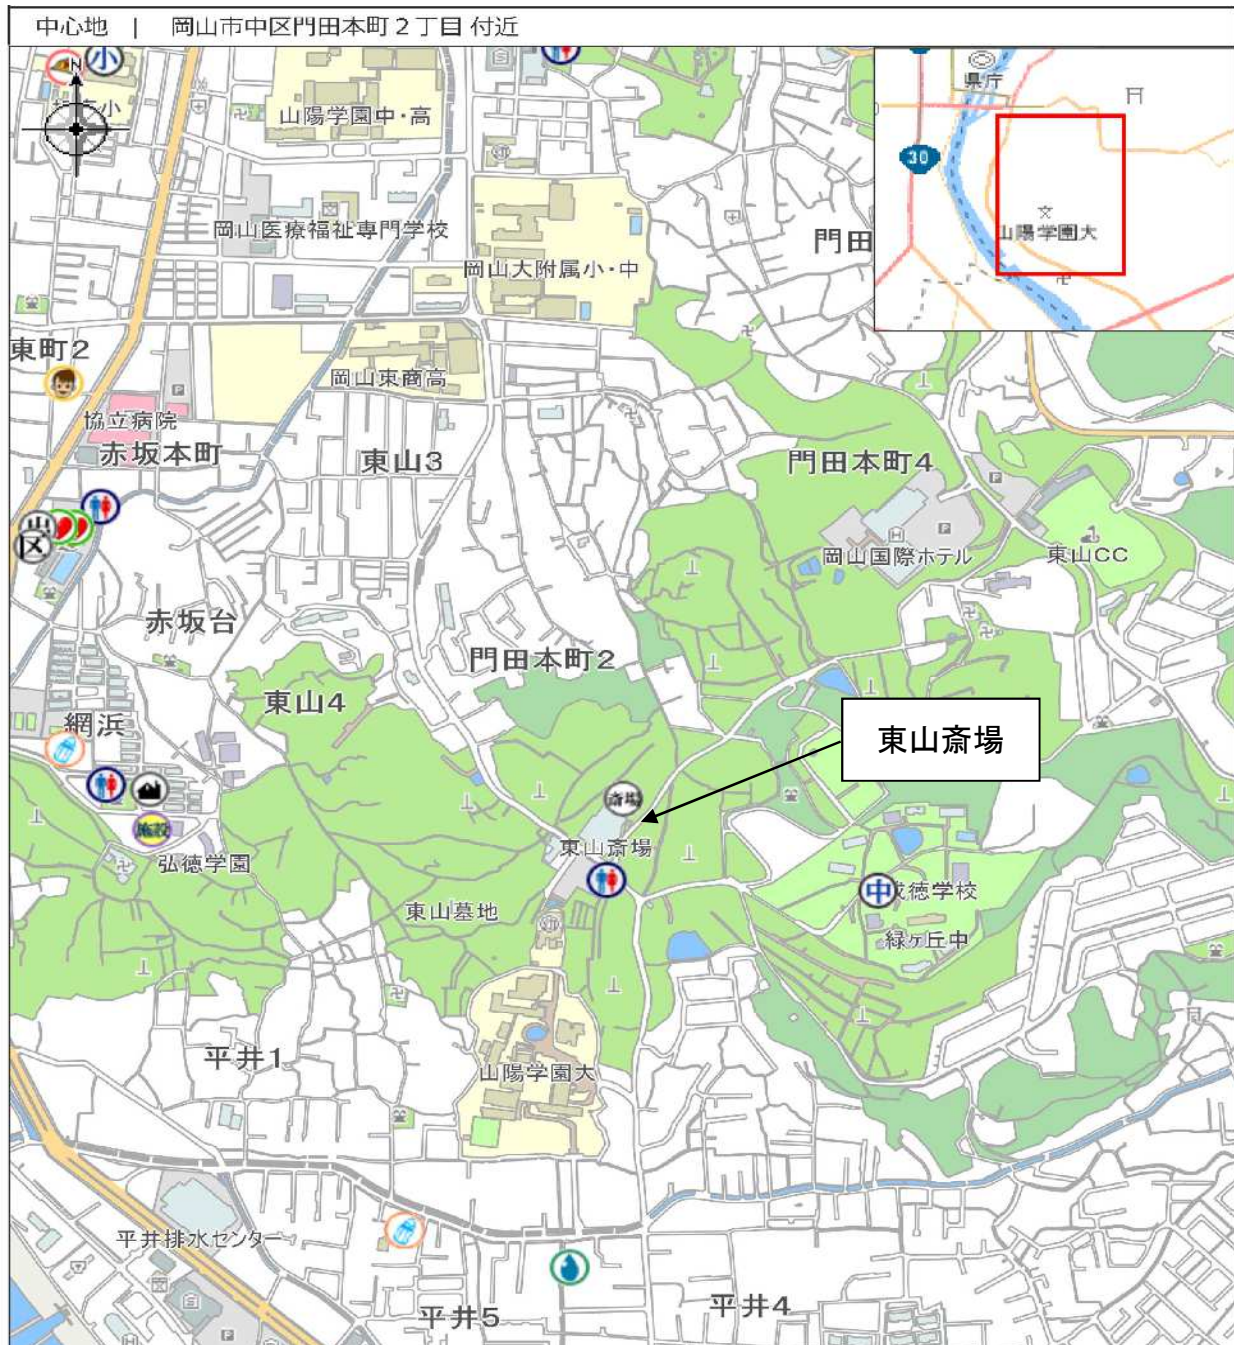 中心地 | 岡山市中区門田本町2丁目 付近
小
N
県庁
30
山陽学園大
山陽学園中・高
岡山医療福祉専門学校
岡山大附属小・中
門田
東町2
岡山東商高
協立病院
赤坂本町
東山3
門田本町4
区
岡山国際ホテル
東山CC
赤坂台
門田本町2
東山4
網浜
東山斎場
斎場
施設
東山斎場
弘徳学園
中
成徳学校
東山墓地
緑ヶ丘中
平井1
山陽学園大
平井排水センター
平井5
平井4